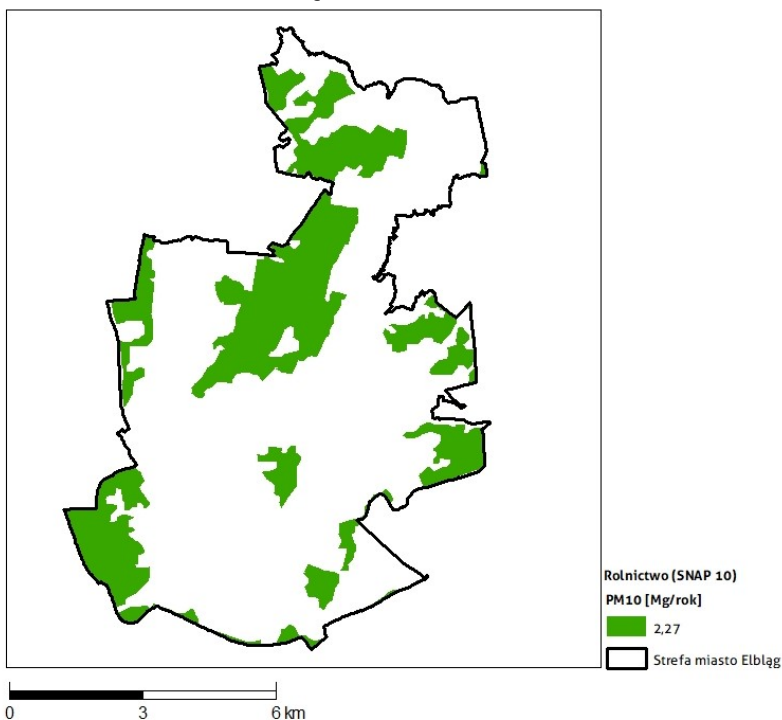 Rolnictwo (SNAP 10)
PM10 [Mg/rok]
2,27
Strefa miasto Elbląg
0 3 6 km